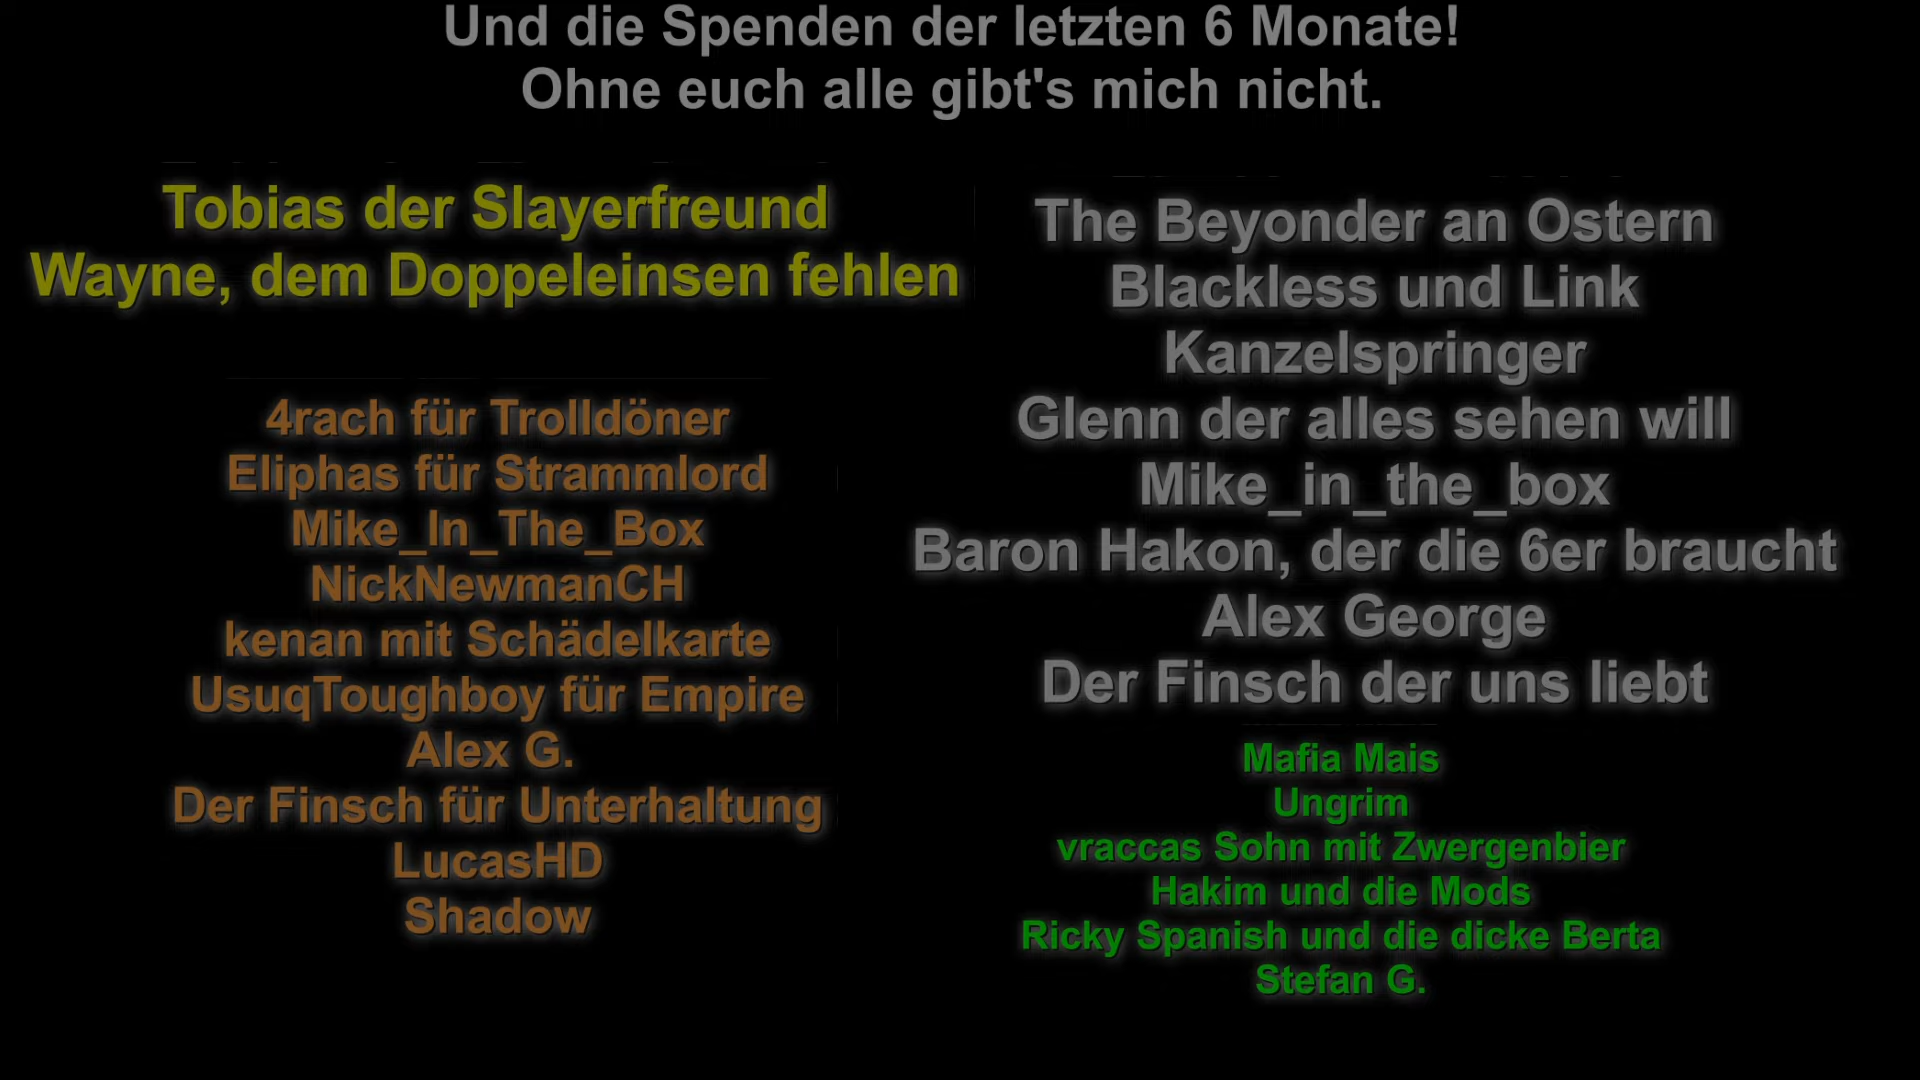 Und die Spenden der letzten 6 Monate!
Ohne euch alle gibt's mich nicht.
Tobias der Slayerfreund
Wayne, dem Doppeleinsen fehlen
4rach für Trolldöner
Eliphas für Strammlord
Mike_In_The_Box
NickNewmanCH
kenan mit Schädelkarte
UsuqToughboy für Empire
Alex G.
Der Finsch für Unterhaltung
LucasHD
Shadow
The Beyonder an Ostern
Blackless und Link
Kanzelspringer
Glenn der alles sehen will
Mike_in_the_box
Baron Hakon, der die 6er braucht
Alex George
Der Finsch der uns liebt
Mafia Mais
Ungrim
vraccas Sohn mit Zwergenbier
Hakim und die Mods
Ricky Spanish und die dicke Berta
Stefan G.